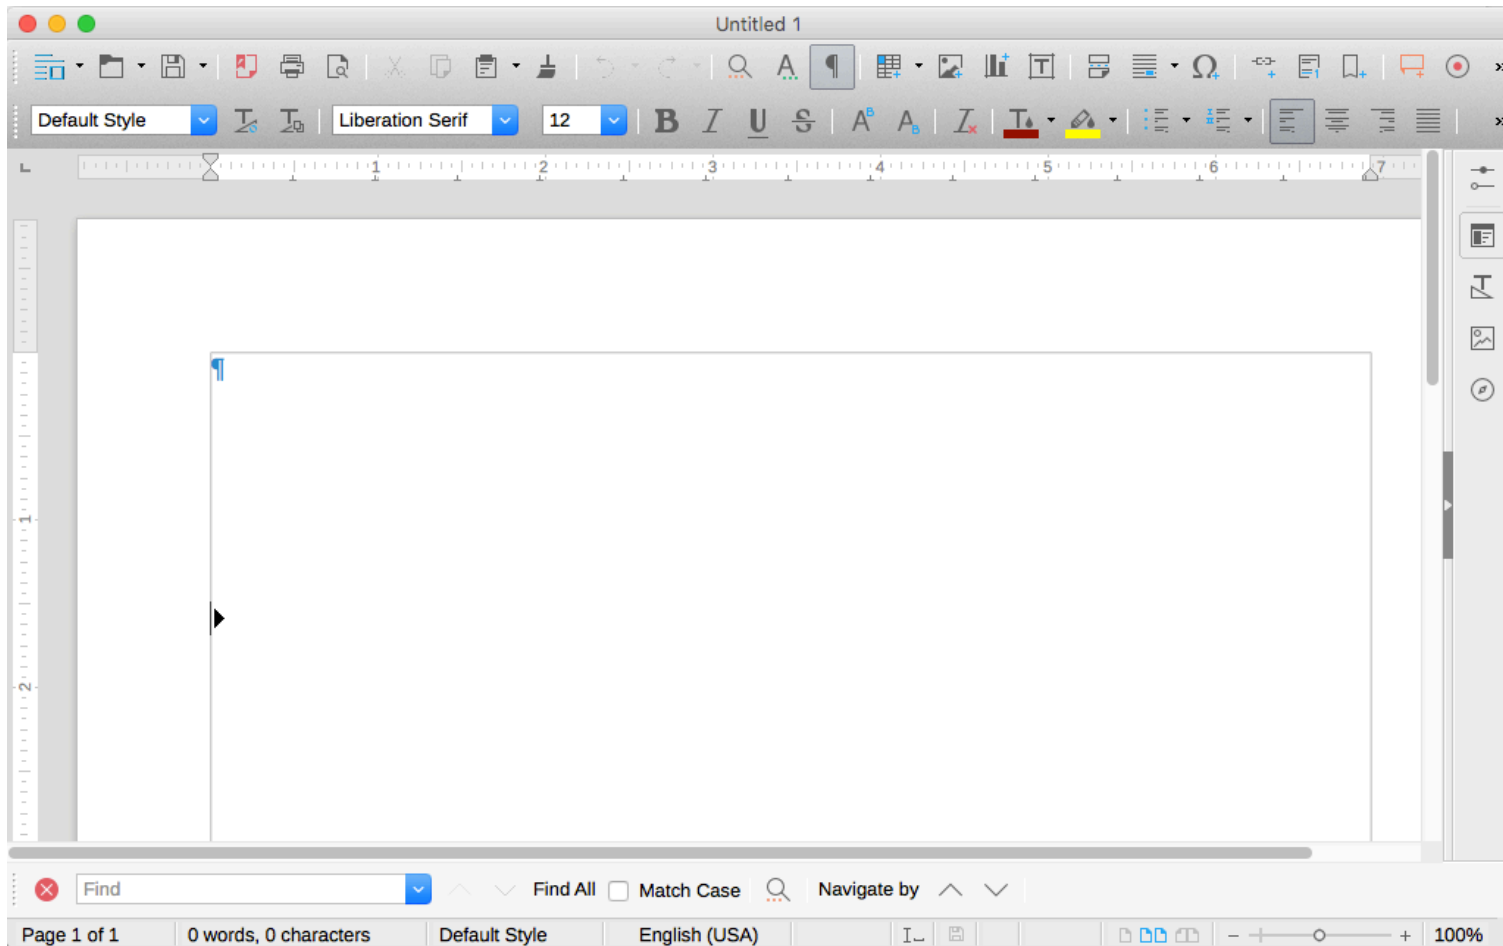 Untitled 1
Default Style Liberation Serif 12
1 2 3 4 5 6 7
¶
1
2
Find Find All Match Case Navigate by
Page 1 of 1 0 words, 0 characters Default Style English (USA) 100%